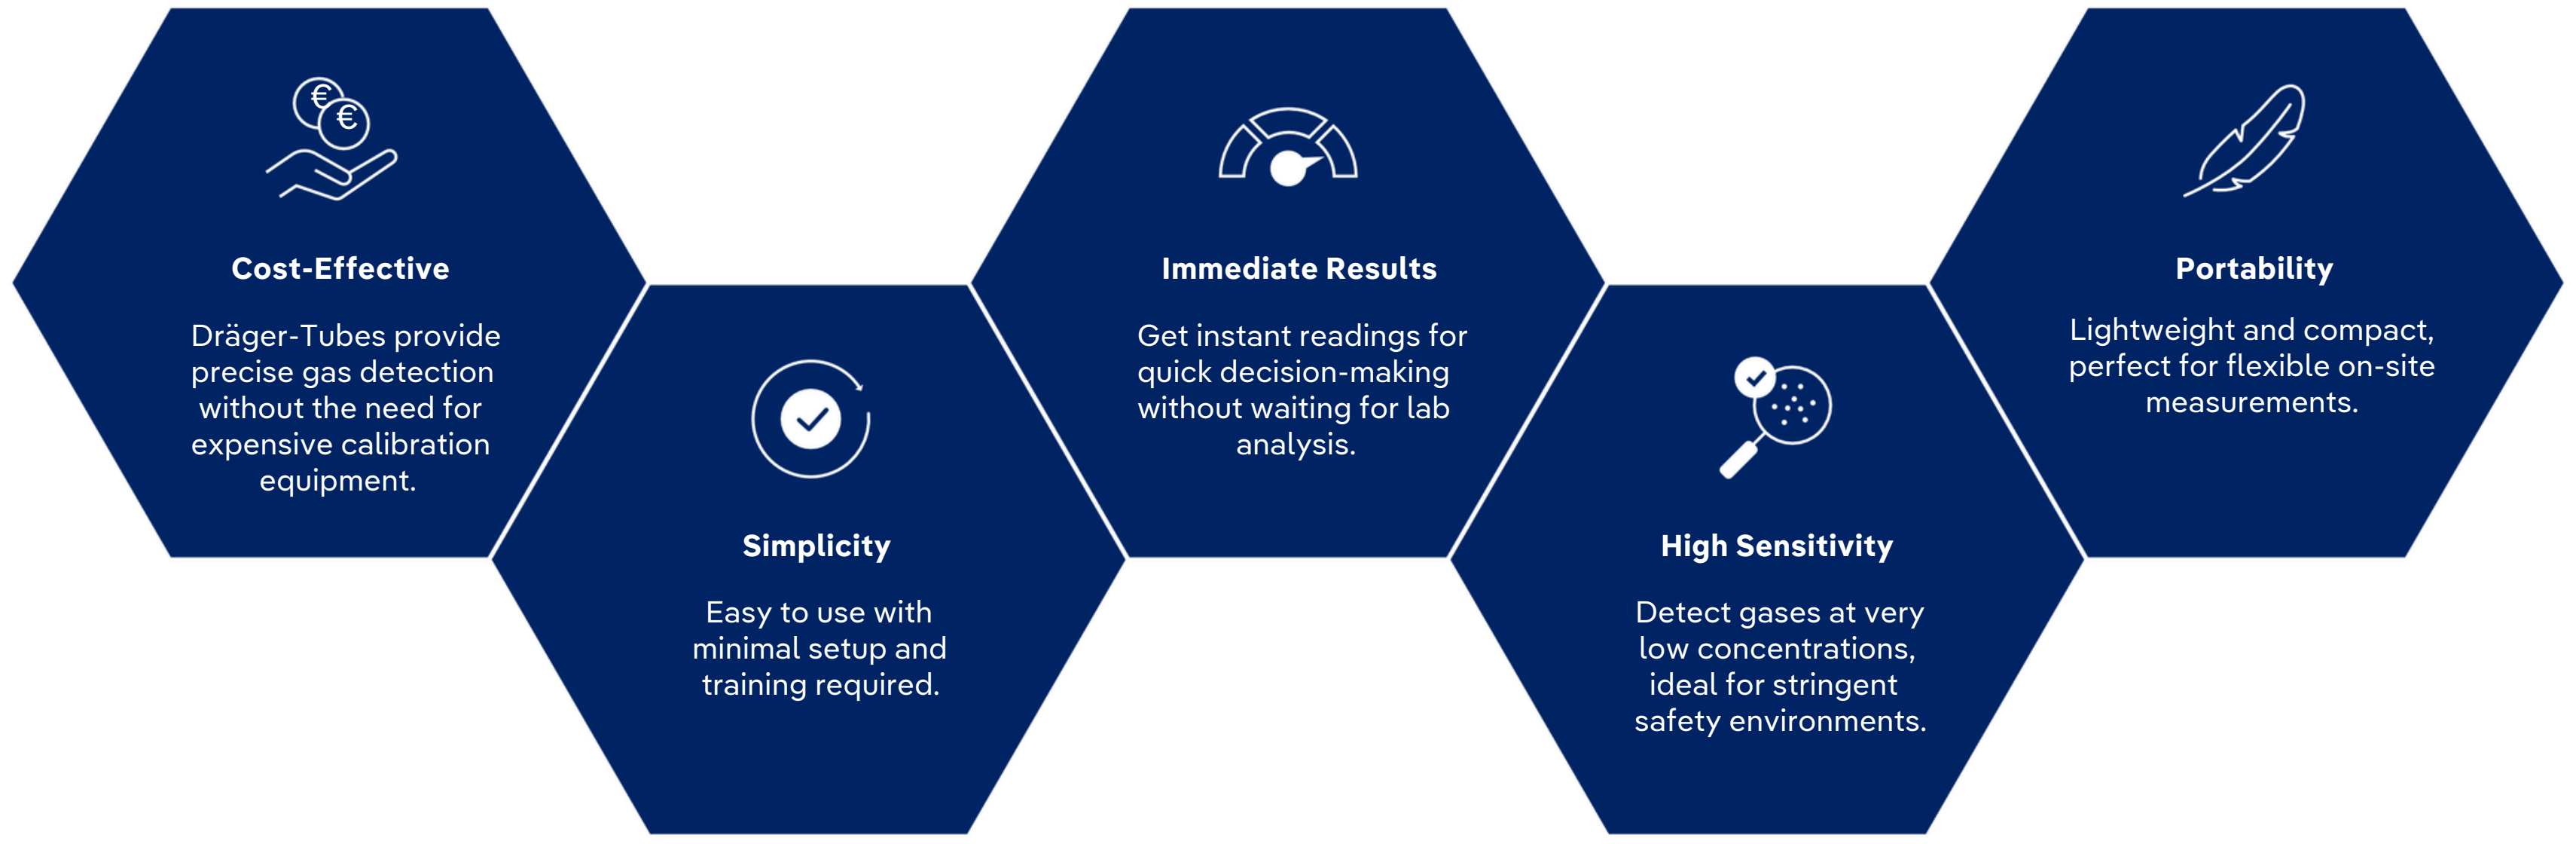 €
€
Cost-Effective
Dräger-Tubes provide
precise gas detection
without the need for
expensive calibration
equipment.
Simplicity
Easy to use with
minimal setup and
training required.
Immediate Results
Get instant readings for
quick decision-making
without waiting for lab
analysis.
High Sensitivity
Detect gases at very
low concentrations,
ideal for stringent
safety environments.
Portability
Lightweight and compact,
perfect for flexible on-site
measurements.